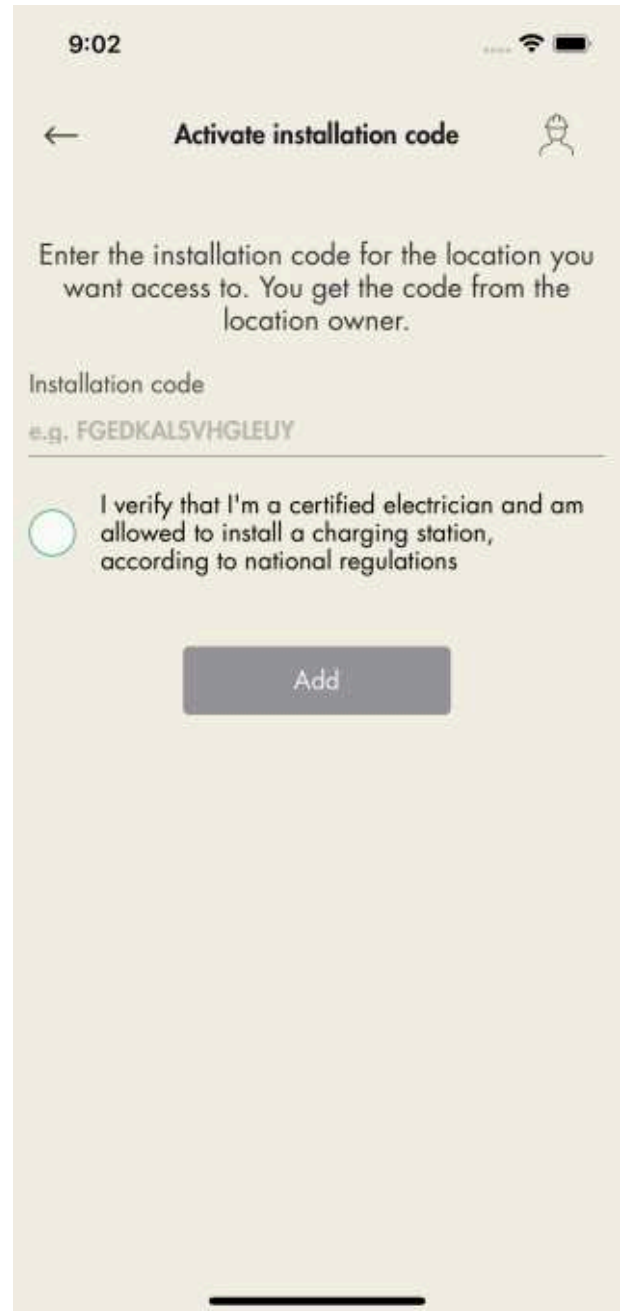 9:02
Activate installation code
Enter the installation code for the location you
want access to. You get the code from the
location owner.
Installation code
e.g. FGEDKALSVHGLEUY
I verify that I'm a certified electrician and am
allowed to install a charging station,
according to national regulations
Add